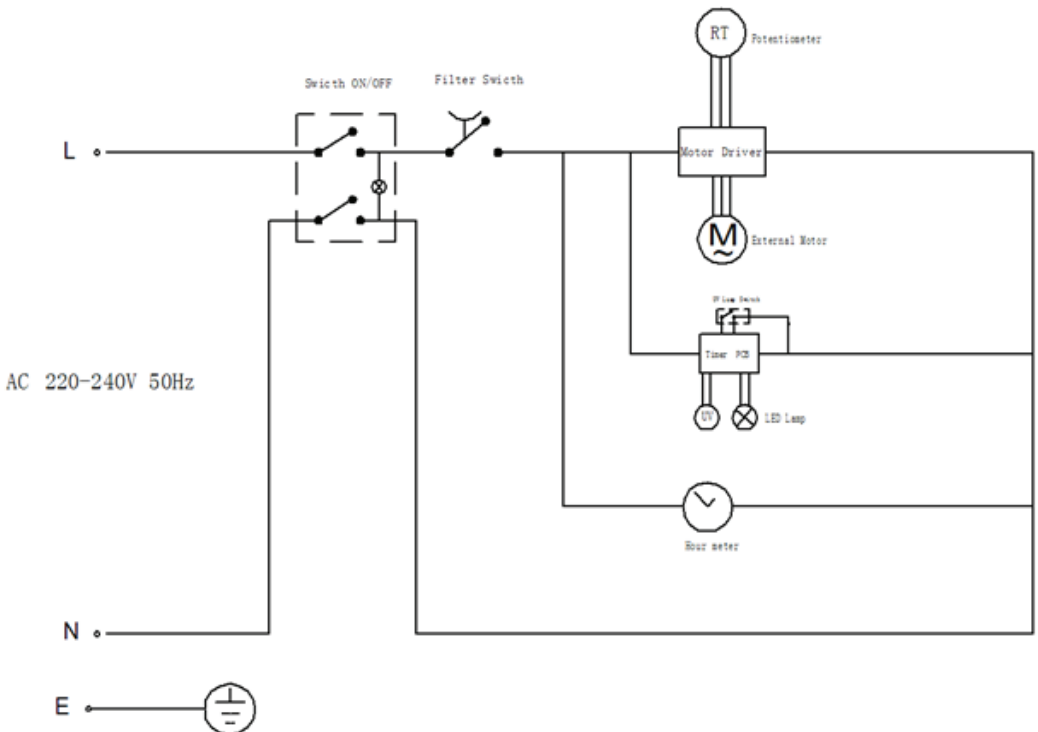 RT
Potentiometer
Swicth ON/OFF
Filter Swicth
L
Motor Driver
M
~
External Motor
Timer PCB
AC 220-240V 50Hz
UV
LED Lamp
Hour meter
N
E